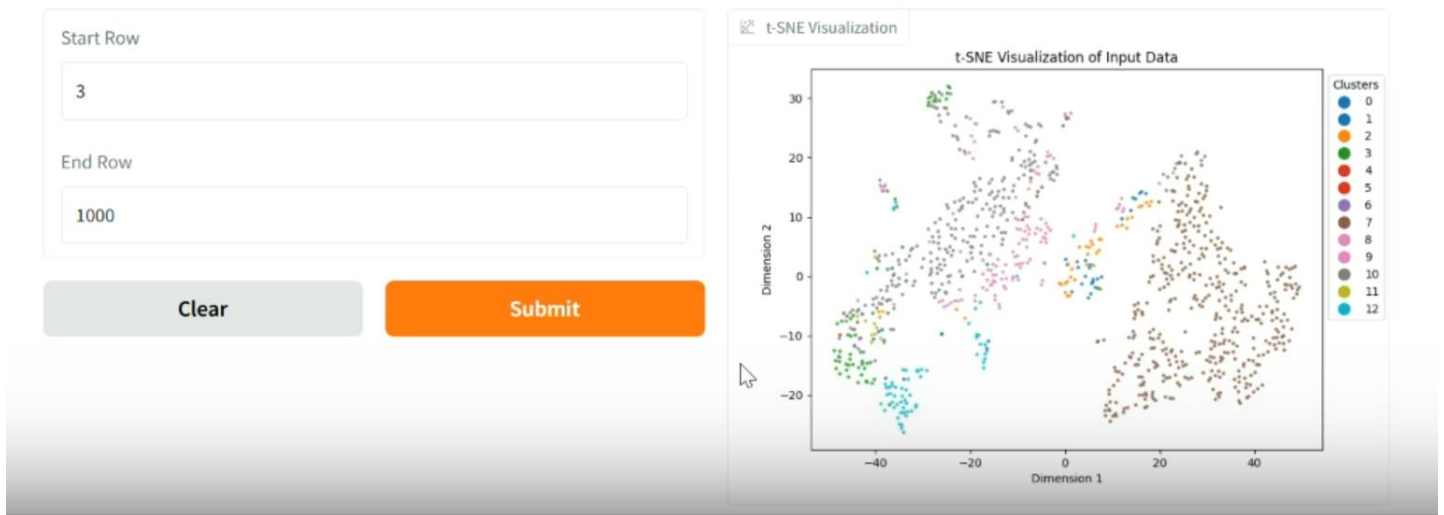 Start Row
3
End Row
1000
Clear
Submit
t-SNE Visualization
t-SNE Visualization of Input Data
Clusters
0
1
2
3
4
5
6
7
8
9
10
11
12
30
20
10
0
−10
−20
Dimension 2
−40
−20
0
20
40
Dimension 1